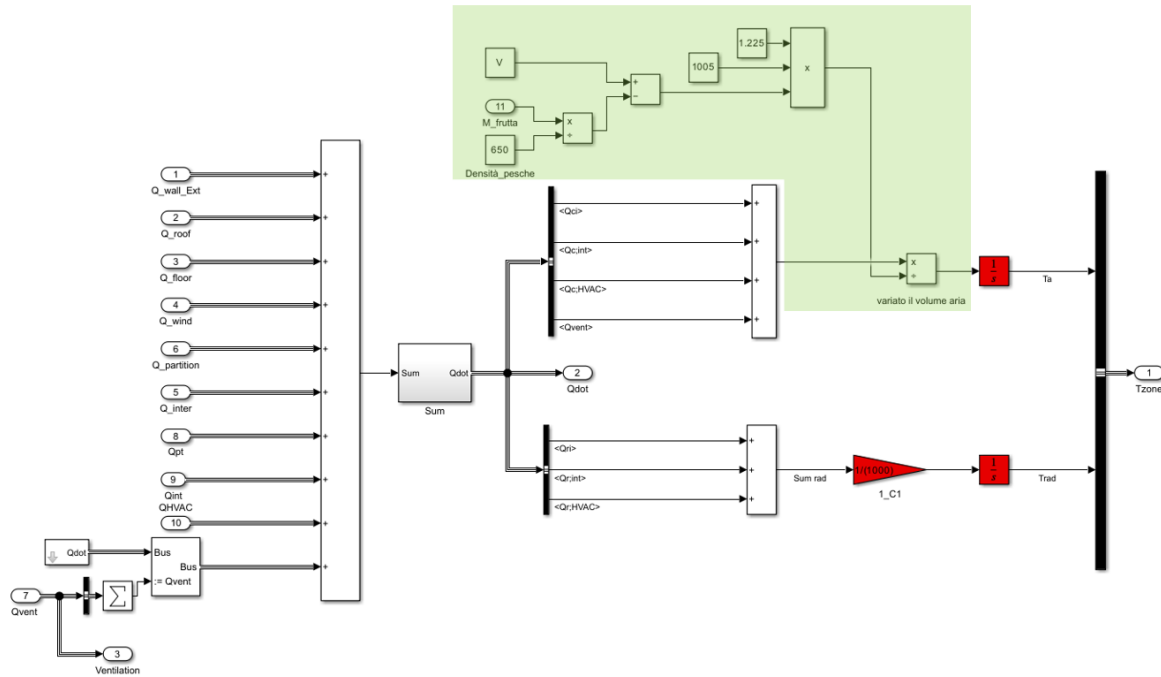 V
11
M_frutta
650
Densità_pesche
+
−
x
÷
1.225
1005
x
x
÷
variato il volume aria
1
Q_wall_Ext
2
Q_roof
3
Q_floor
4
Q_wind
6
Q_partition
5
Q_inter
8
Qpt
9
Qint
QHVAC
10
Qdot
Bus
:= Qvent
Bus
7
Qvent
∑
3
Ventilation
+
+
+
+
+
+
+
+
+
+
Sum
Qdot
Sum
<Qci>
<Qc;int>
<Qc;HVAC>
<Qvent>
+
+
+
+
2
Qdot
<Qri>
<Qr;int>
<Qr;HVAC>
+
+
+
Sum rad
1/(1000)
1_C1
1
s
Ta
1
s
Trad
1
Tzone